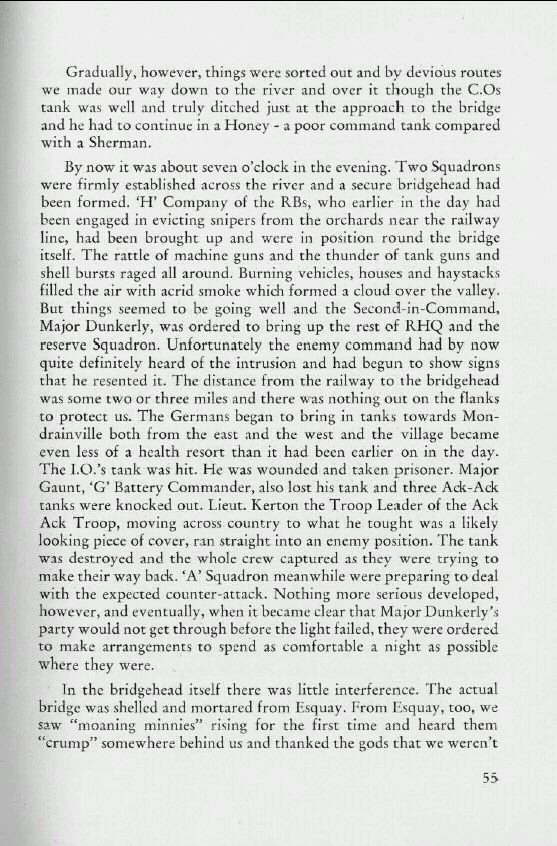 Gradually, however, things were sorted out and by devious routes
we made our way down to the river and over it though the C.Os
tank was well and truly ditched just at the approach to the bridge
and he had to continue in a Honey - a poor command tank compared
with a Sherman.
By now it was about seven o'clock in the evening. Two Squadrons
were firmly established across the river and a secure bridgehead had
been formed. 'H' Company of the RBs, who earlier in the day had
been engaged in evicting snipers from the orchards near the railway
line, had been brought up and were in position round the bridge
itself. The rattle of machine guns and the thunder of tank guns and
shell bursts raged all around. Burning vehicles, houses and haystacks
filled the air with acrid smoke which formed a cloud over the valley.
But things seemed to be going well and the Second-in-Command,
Major Dunkerly, was ordered to bring up the rest of RHQ and the
reserve Squadron. Unfortunately the enemy command had by now
quite definitely heard of the intrusion and had begun to show signs
that he resented it. The distance from the railway to the bridgehead
was some two or three miles and there was nothing out on the flanks
to protect us. The Germans began to bring in tanks towards Mon-
drainville both from the east and the west and the village became
even less of a health resort than it had been earlier on in the day.
The I.O.'s tank was hit. He was wounded and taken prisoner. Major
Gaunt, 'G' Battery Commander, also lost his tank and three Ack-Ack
tanks were knocked out. Lieut. Kerton the Troop Leader of the Ack
Ack Troop, moving across country to what he tought was a likely
looking piece of cover, ran straight into an enemy position. The tank
was destroyed and the whole crew captured as they were trying to
make their way back. 'A' Squadron meanwhile were preparing to deal
with the expected counter-attack. Nothing more serious developed,
however, and eventually, when it became clear that Major Dunkerly's
party would not get through before the light failed, they were ordered
to make arrangements to spend as comfortable a night as possible
where they were.
In the bridgehead itself there was little interference. The actual
bridge was shelled and mortared from Esquay. From Esquay, too, we
saw "moaning minnies" rising for the first time and heard them
"crump" somewhere behind us and thanked the gods that we weren't
55